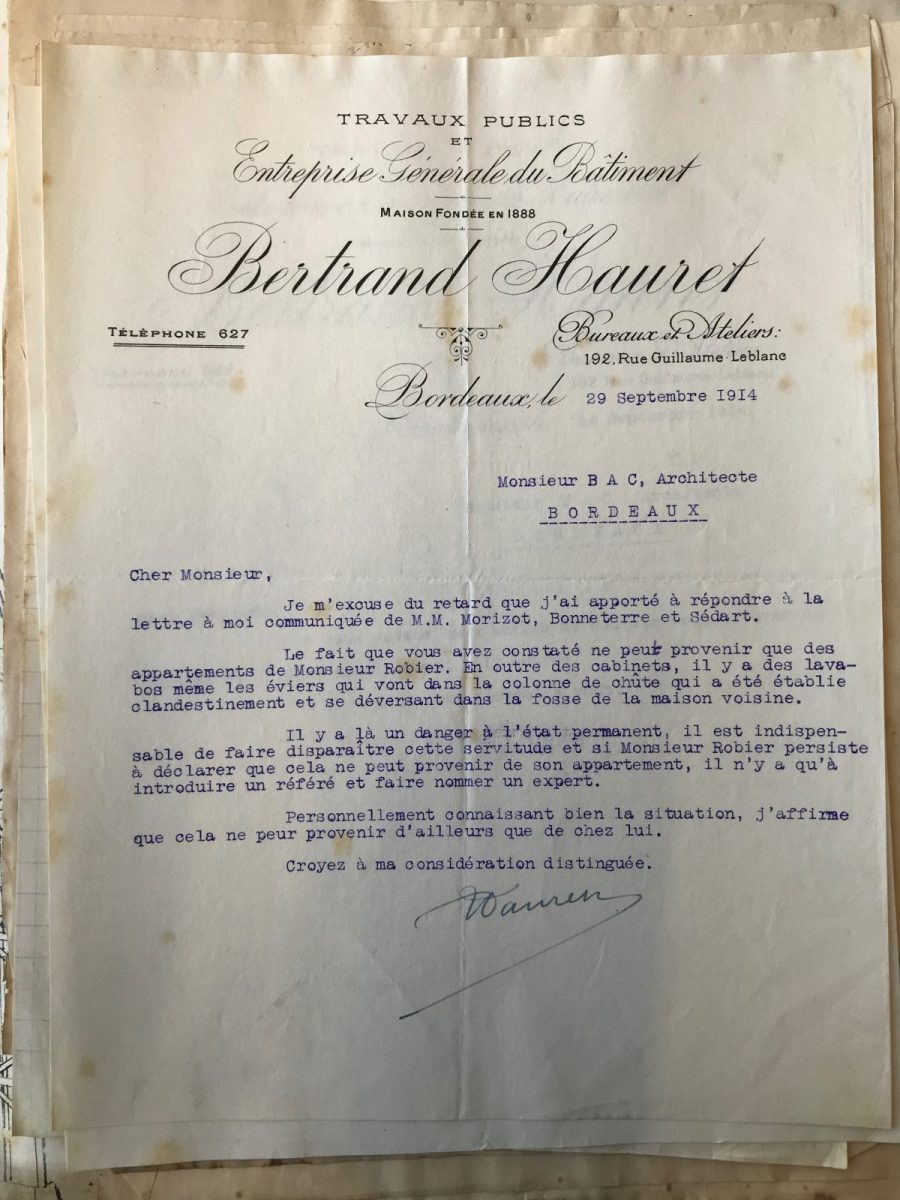 TRAVAUX PUBLICS
ET
Entreprise Générale du Bâtiment
MAISON FONDÉE EN 1888
Bertrand Hauret
TÉLÉPHONE 627
Bureaux et Ateliers:
192, Rue Guillaume-Leblanc
Bordeaux, le 29 Septembre 1914
Monsieur B A C, Architecte
B O R D E A U X
Cher Monsieur,
Je m'excuse du retard que j'ai apporté à répondre à la
lettre à moi communiquée de M.M. Morizot, Bonneterre et Sédart.
Le fait que vous avez constaté ne peut provenir que des
appartements de Monsieur Robier. En outre des cabinets, il y a des lava-
bos même les éviers qui vont dans la colonne de chûte qui a été établie
clandestinement et se déversant dans la fosse de la maison voisine.
Il y a là un danger à l'état permanent, il est indispen-
sable de faire disparaître cette servitude et si Monsieur Robier persiste
à déclarer que cela ne peut provenir de son appartement, il n'y a qu'à
introduire un référé et faire nommer un expert.
Personnellement connaissant bien la situation, j'affirme
que cela ne peur provenir d'ailleurs que de chez lui.
Croyez à ma considération distinguée.